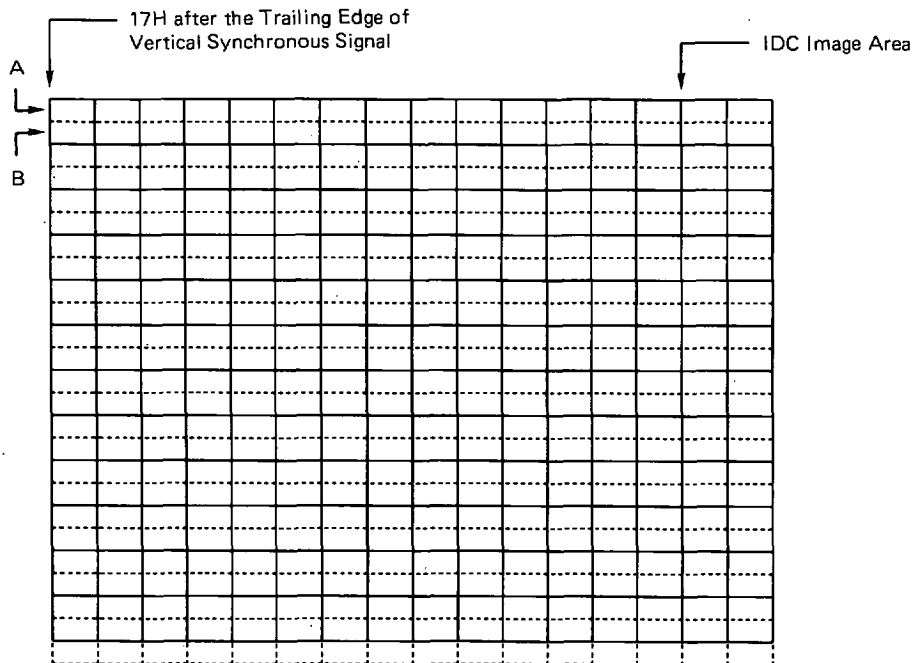 17H after the Trailing Edge of
Vertical Synchronous Signal
IDC Image Area
A
B